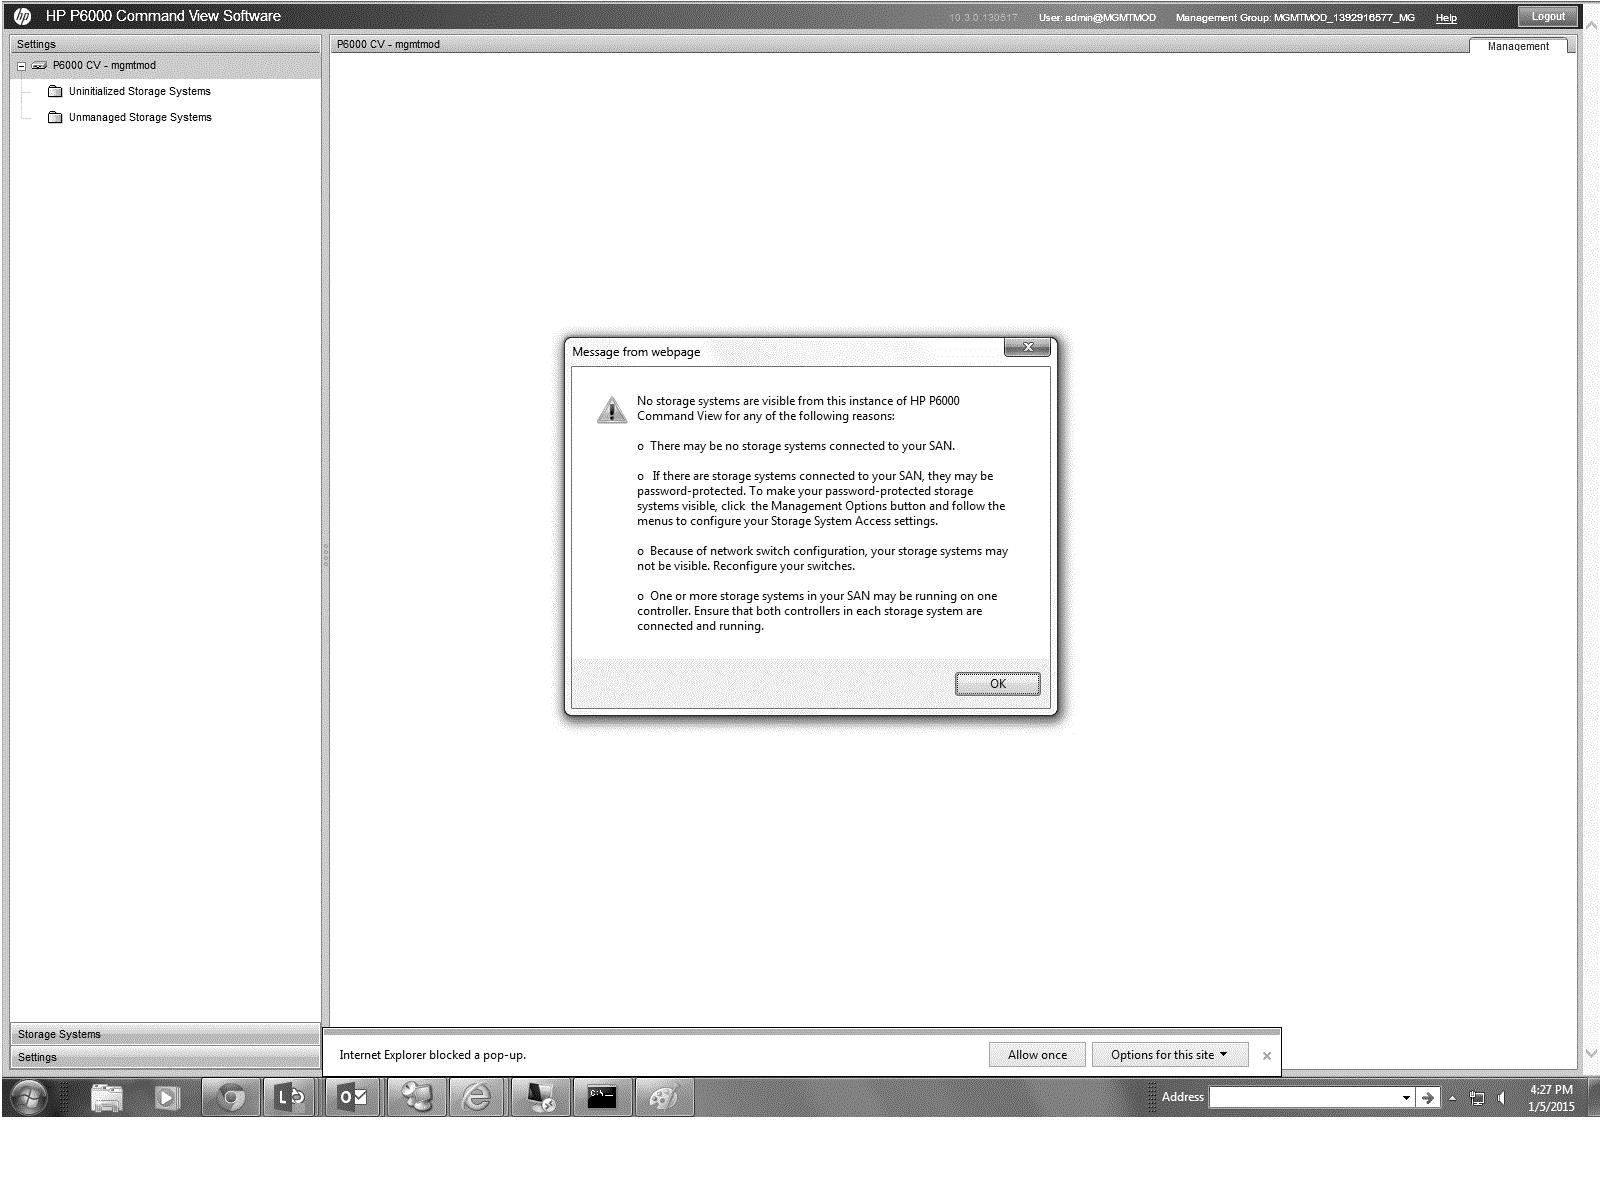 hp HP P6000 Command View Software 10.3.0.130517 User: admin@MGMTMOD Management Group: MGMTMOD_1392916577_MG Help Logout
Settings
P6000 CV - mgmtmod
Uninitialized Storage Systems
Unmanaged Storage Systems
P6000 CV - mgmtmod
Management
Message from webpage
No storage systems are visible from this instance of HP P6000
Command View for any of the following reasons:
o There may be no storage systems connected to your SAN.
o If there are storage systems connected to your SAN, they may be
password-protected. To make your password-protected storage
systems visible, click the Management Options button and follow the
menus to configure your Storage System Access settings.
o Because of network switch configuration, your storage systems may
not be visible. Reconfigure your switches.
o One or more storage systems in your SAN may be running on one
controller. Ensure that both controllers in each storage system are
connected and running.
OK
Storage Systems
Settings
Internet Explorer blocked a pop-up. Allow once Options for this site
Address
4:27 PM
1/5/2015